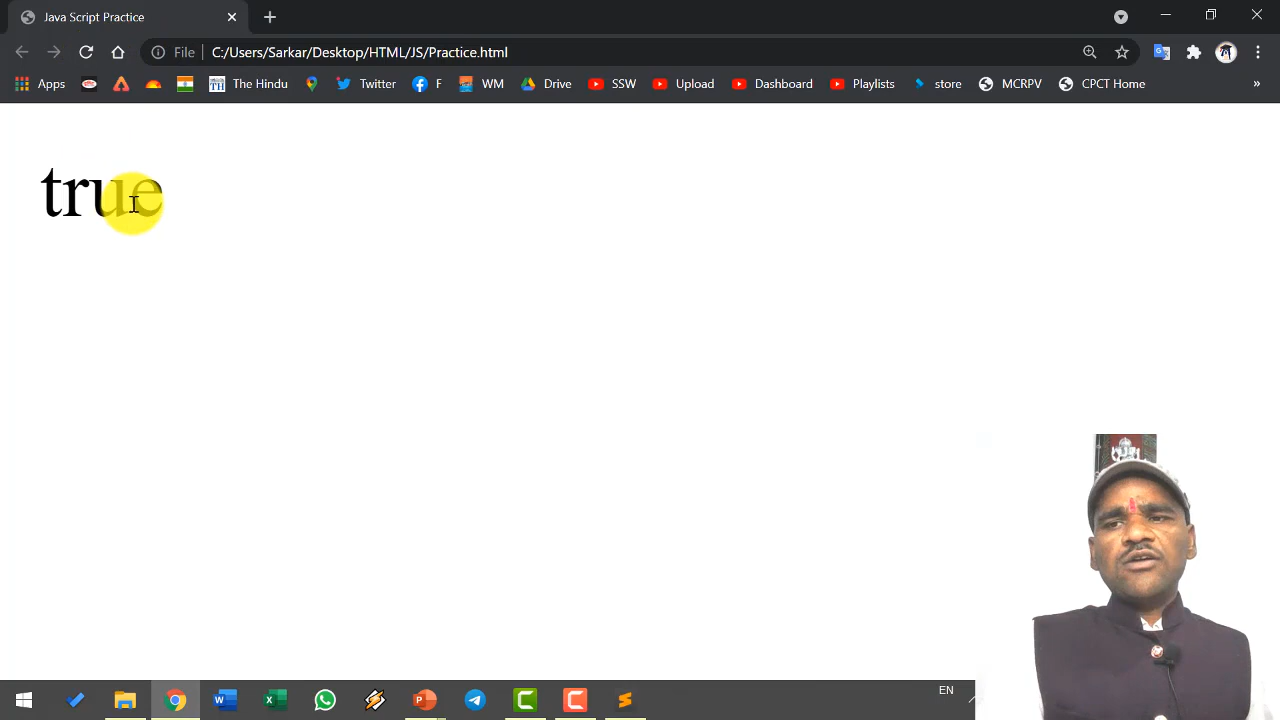 Java Script Practice
File C:/Users/Sarkar/Desktop/HTML/JS/Practice.html
Apps TH The Hindu Twitter F WM Drive SSW Upload Dashboard Playlists store MCRPV CPCT Home »
true
EN